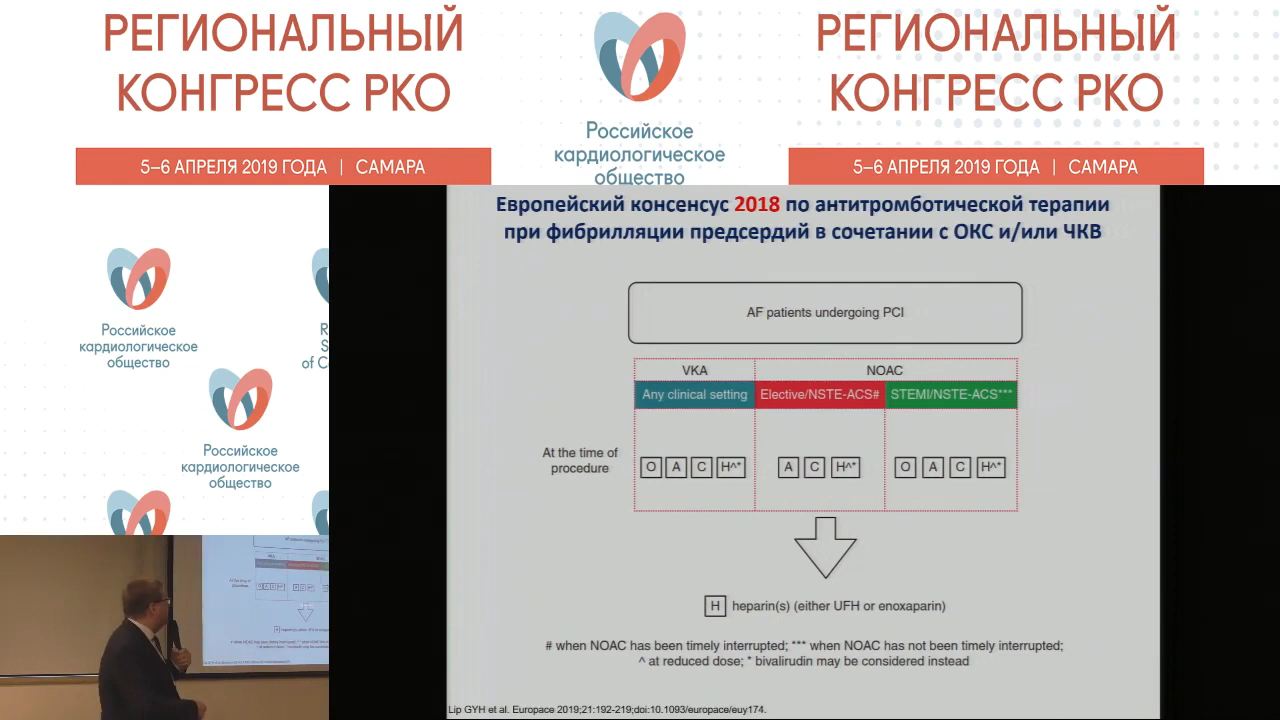 РЕГИОНАЛЬНЫЙ
КОНГРЕСС РКО
5–6 АПРЕЛЯ 2019 ГОДА | САМАРА
Российское
кардиологическое
общество
РЕГИОНАЛЬНЫЙ
КОНГРЕСС РКО
5–6 АПРЕЛЯ 2019 ГОДА | САМАРА
Российское
кардиологическое
общество
Российское
кардиологическое
общество
Европейский консенсус 2018 по антитромботической терапии
при фибрилляции предсердий в сочетании с ОКС и/или ЧКВ
AF patients undergoing PCI
VKA NOAC
Any clinical setting Elective/NSTE-ACS# STEMI/NSTE-ACS***
At the time of
procedure
O A C H^* A C H^* O A C H^*
H heparin(s) (either UFH or enoxaparin)
# when NOAC has been timely interrupted; *** when NOAC has not been timely interrupted;
^ at reduced dose; * bivalirudin may be considered instead
Lip GYH et al. Europace 2019;21:192-219;doi:10.1093/europace/euy174.